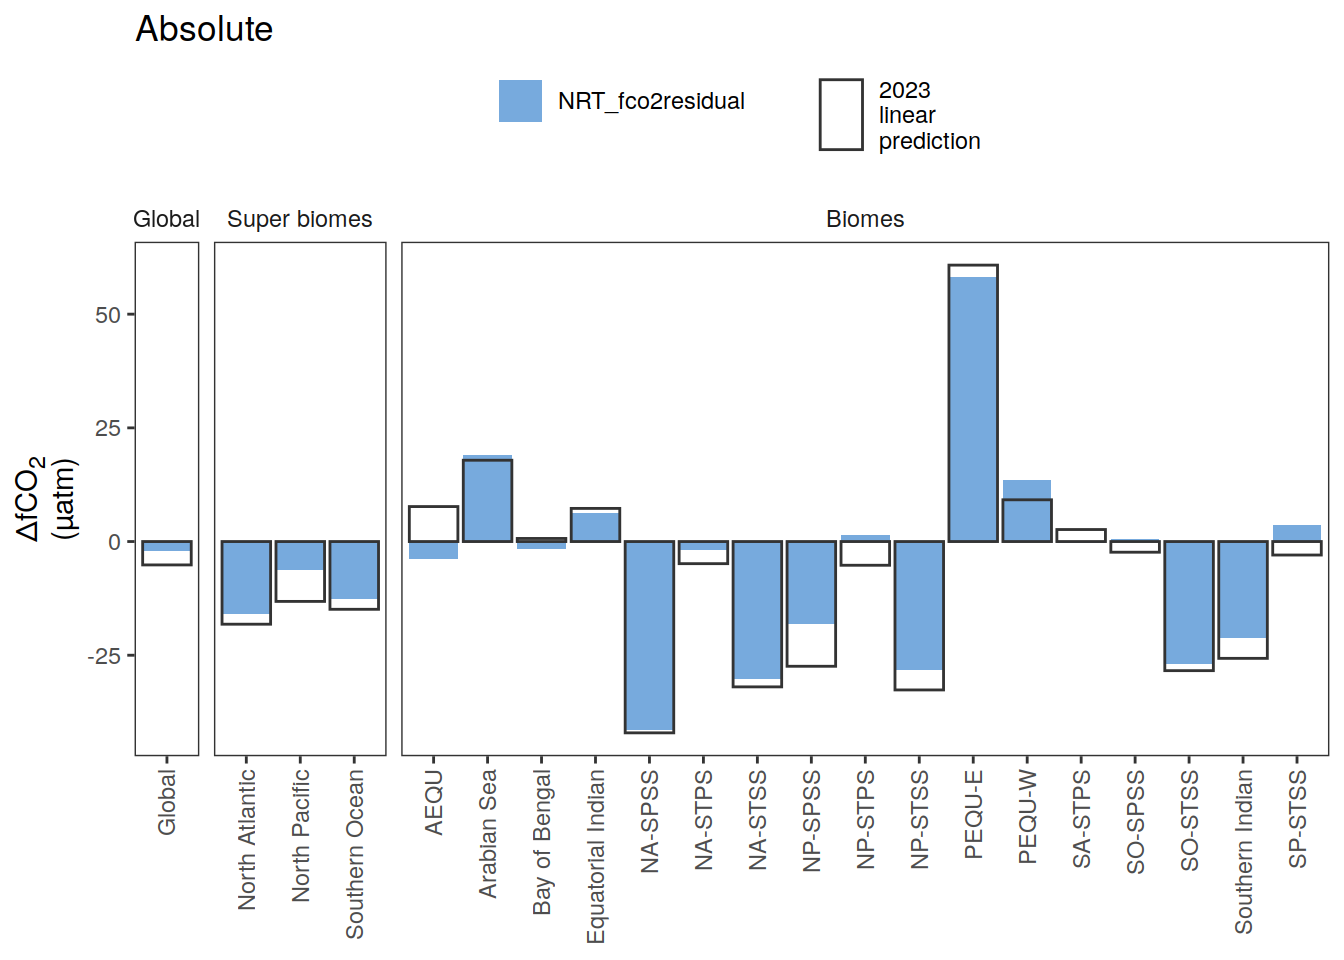 Absolute
NRT_fco2residual
2023
linear
prediction
Global
Super biomes
Biomes
ΔfCO2
(µatm)
50
25
0
-25
Global
North Atlantic
North Pacific
Southern Ocean
AEQU
Arabian Sea
Bay of Bengal
Equatorial Indian
NA-SPSS
NA-STPS
NA-STSS
NP-SPSS
NP-STPS
NP-STSS
PEQU-E
PEQU-W
SA-STPS
SO-SPSS
SO-STSS
Southern Indian
SP-STSS